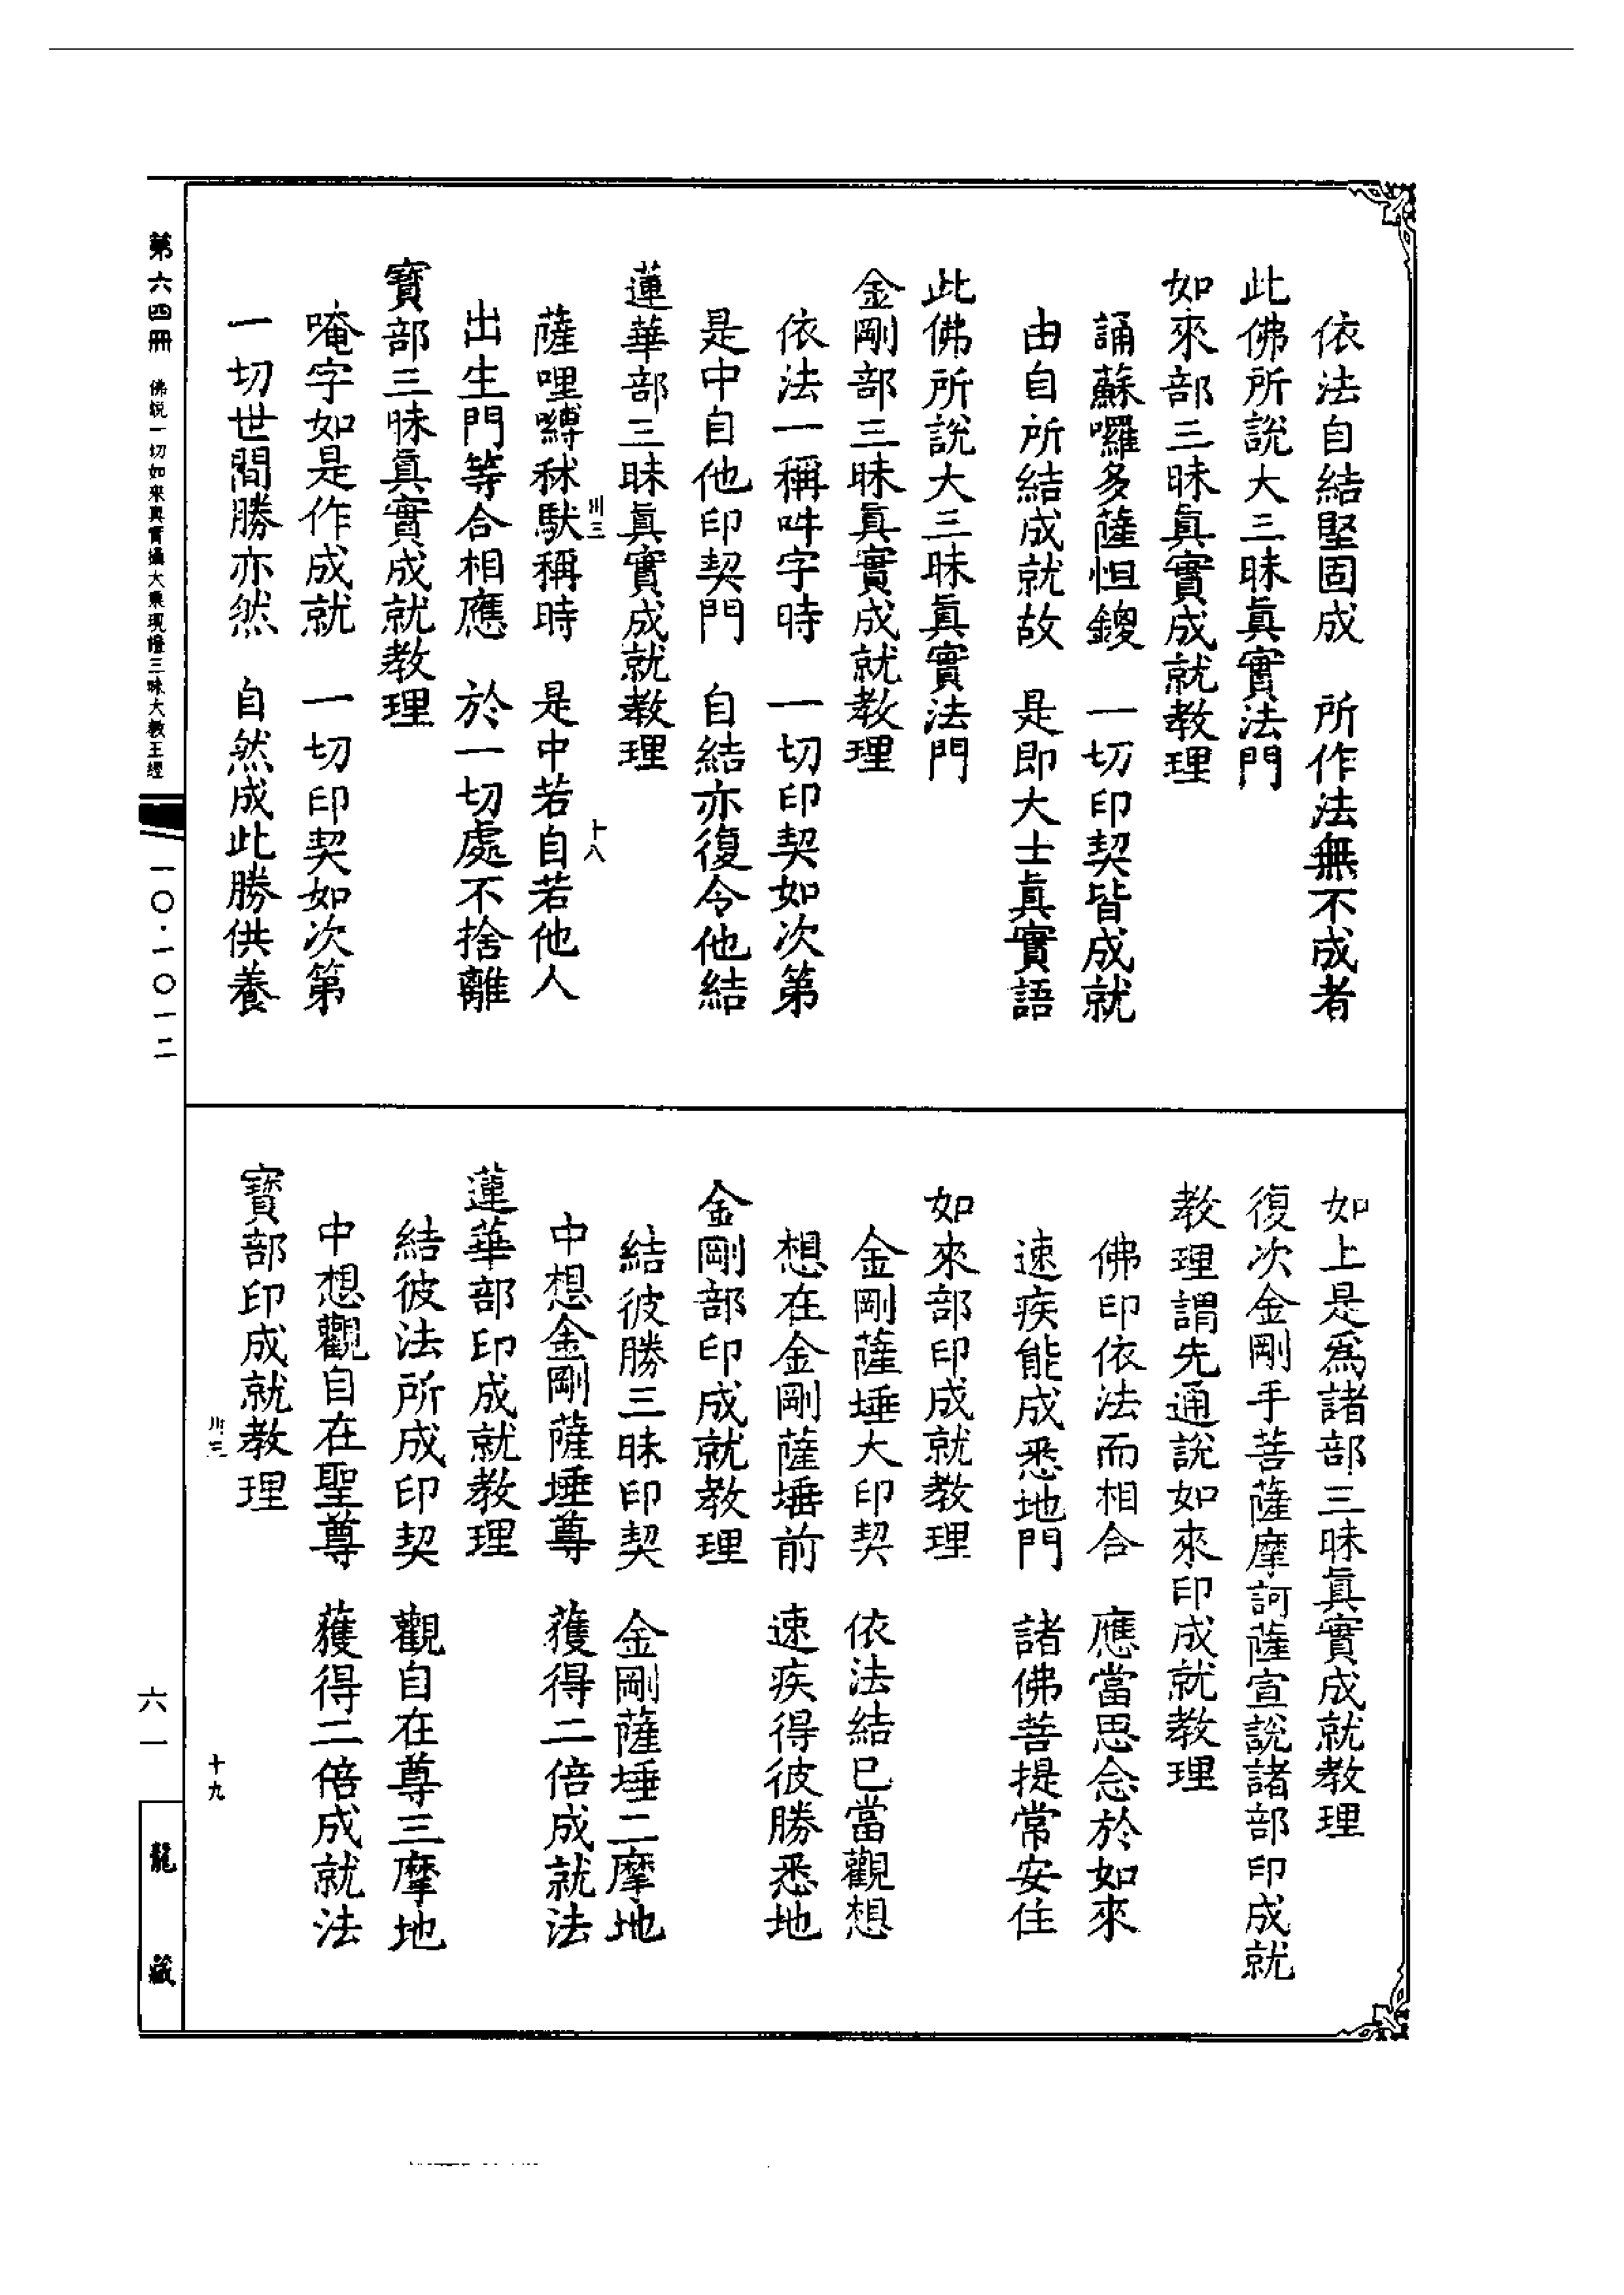 依法自結堅固成　所作法無不成者
此佛所說大三昧眞實法門
如來部三昧眞實成就教理
誦蘇囉多薩怛鑁　一切印契皆成就
由自所結成就故　是即大士眞實語
此佛所說大三昧眞實法門
金剛部三昧眞實成就教理
依法一稱吽字時　一切印契如次第
是中自他印契門　自結亦復令他結
蓮華部三昧眞實成就教理
卅三　十八
薩哩嚩秫馱稱時　是中若自若他人
出生門等合相應　於一切處不捨離
寳部三昧眞實成就教理
唵字如是作成就　一切印契如次第
一切世間勝亦然　自然成此勝供養
如上是爲諸部三昧眞實成就教理
復次金剛手菩薩摩訶薩宣說諸部印成就
教理謂先通說如來印成就教理
佛印依法而相合　應當思念於如來
速疾能成悉地門　諸佛菩提常安住
如來部印成就教理
金剛薩埵大印契　依法結已當觀想
想在金剛薩埵前　速疾得彼勝悉地
金剛部印成就教理
結彼勝三昧印契　金剛薩埵二摩地
中想金剛薩埵尊　獲得二倍成就法
蓮華部印成就教理
結彼法所成印契　觀自在尊三摩地
中想觀自在聖尊　獲得二倍成就法
寳部印成就教理
卅三　十九
第六四冊　佛說一切如來眞實攝大乘現證三昧大教王經　一〇·一〇一二　六一　龍藏